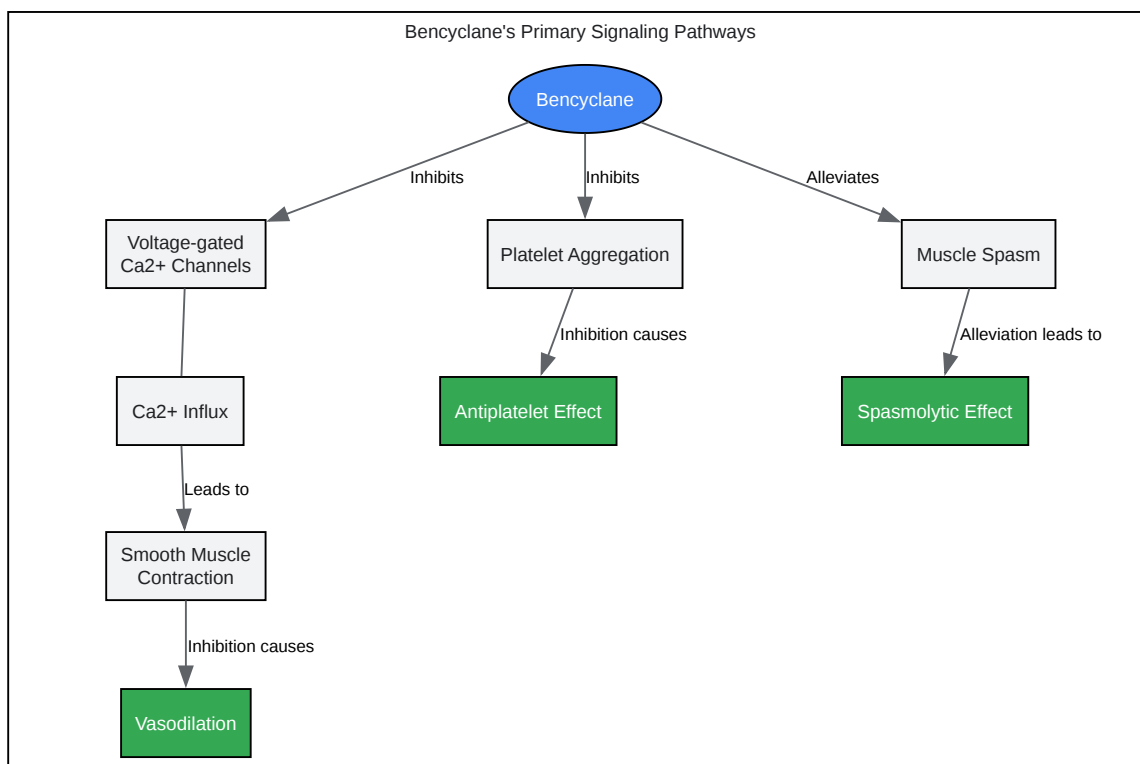 Bencyclane's Primary Signaling Pathways
Bencyclane
Inhibits
Inhibits
Alleviates
Voltage-gated
Ca2+ Channels
Platelet Aggregation
Muscle Spasm
Inhibition causes
Alleviation leads to
Ca2+ Influx
Antiplatelet Effect
Spasmolytic Effect
Leads to
Smooth Muscle
Contraction
Inhibition causes
Vasodilation